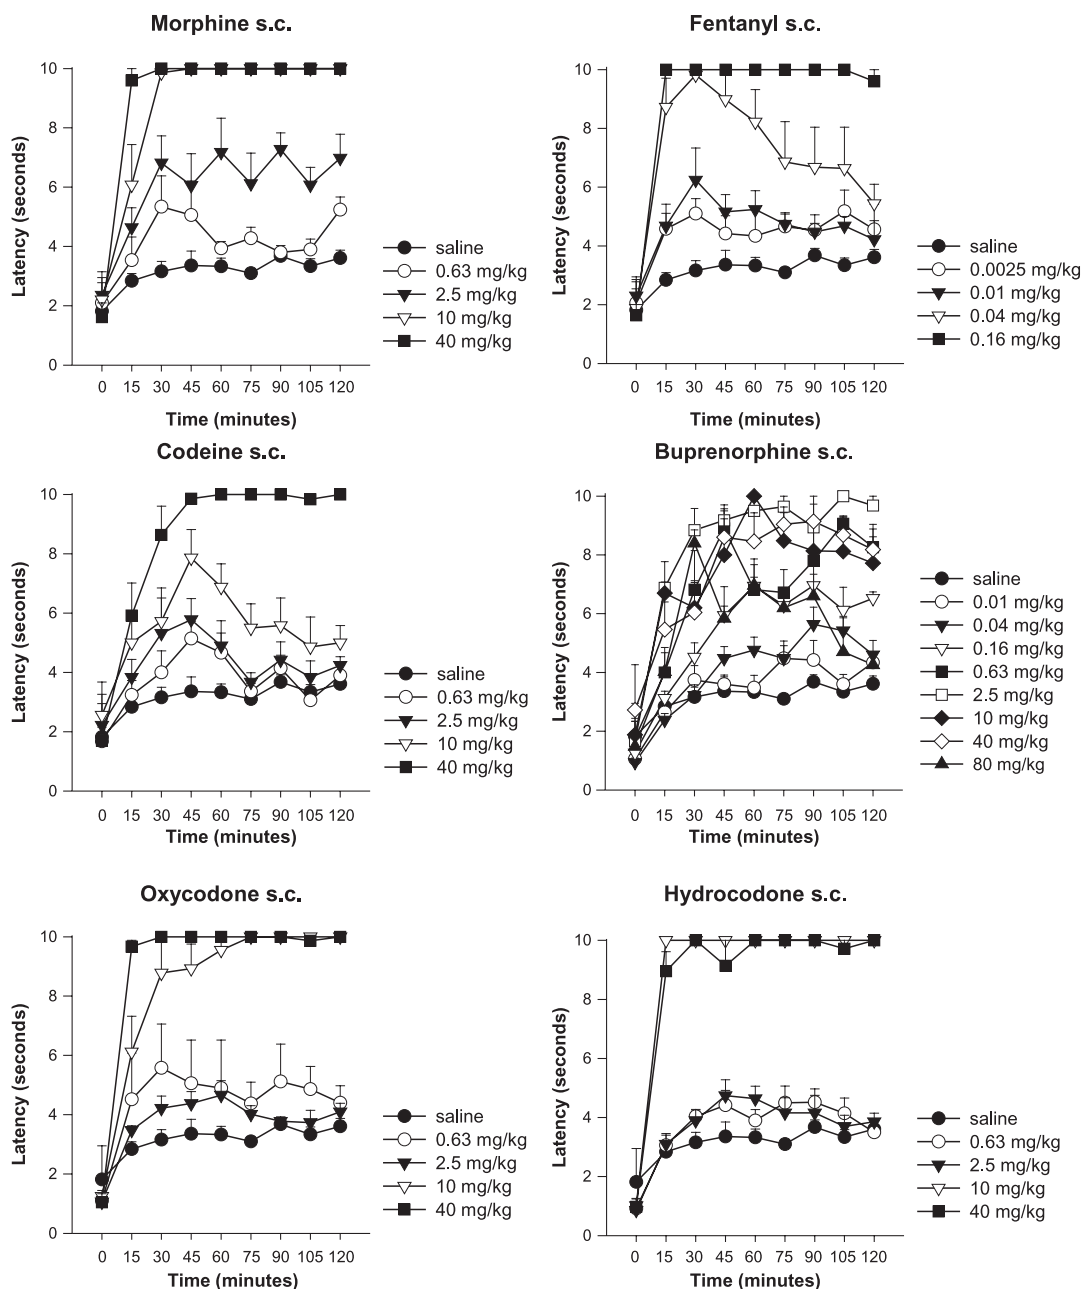 Morphine s.c.
Latency (seconds)
10
8
6
4
2
0
0 15 30 45 60 75 90 105 120
Time (minutes)
saline
0.63 mg/kg
2.5 mg/kg
10 mg/kg
40 mg/kg
Fentanyl s.c.
Latency (seconds)
10
8
6
4
2
0
0 15 30 45 60 75 90 105 120
Time (minutes)
saline
0.0025 mg/kg
0.01 mg/kg
0.04 mg/kg
0.16 mg/kg
Codeine s.c.
Latency (seconds)
10
8
6
4
2
0
0 15 30 45 60 75 90 105 120
Time (minutes)
saline
0.63 mg/kg
2.5 mg/kg
10 mg/kg
40 mg/kg
Buprenorphine s.c.
Latency (seconds)
10
8
6
4
2
0
0 15 30 45 60 75 90 105 120
Time (minutes)
saline
0.01 mg/kg
0.04 mg/kg
0.16 mg/kg
0.63 mg/kg
2.5 mg/kg
10 mg/kg
40 mg/kg
80 mg/kg
Oxycodone s.c.
Latency (seconds)
10
8
6
4
2
0
0 15 30 45 60 75 90 105 120
Time (minutes)
saline
0.63 mg/kg
2.5 mg/kg
10 mg/kg
40 mg/kg
Hydrocodone s.c.
Latency (seconds)
10
8
6
4
2
0
0 15 30 45 60 75 90 105 120
Time (minutes)
saline
0.63 mg/kg
2.5 mg/kg
10 mg/kg
40 mg/kg